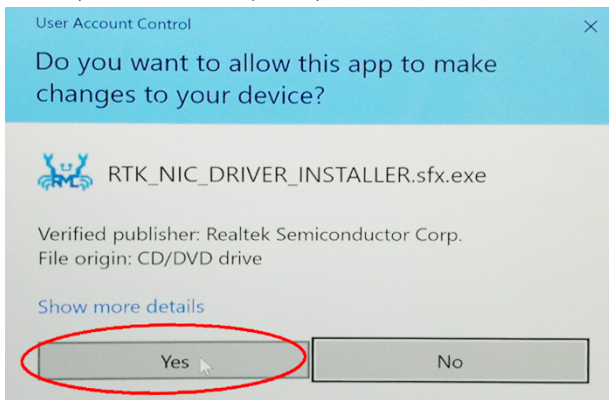 User Account Control
Do you want to allow this app to make
changes to your device?
RTK_NIC_DRIVER_INSTALLER.sfx.exe
Verified publisher: Realtek Semiconductor Corp.
File origin: CD/DVD drive
Show more details
Yes
No